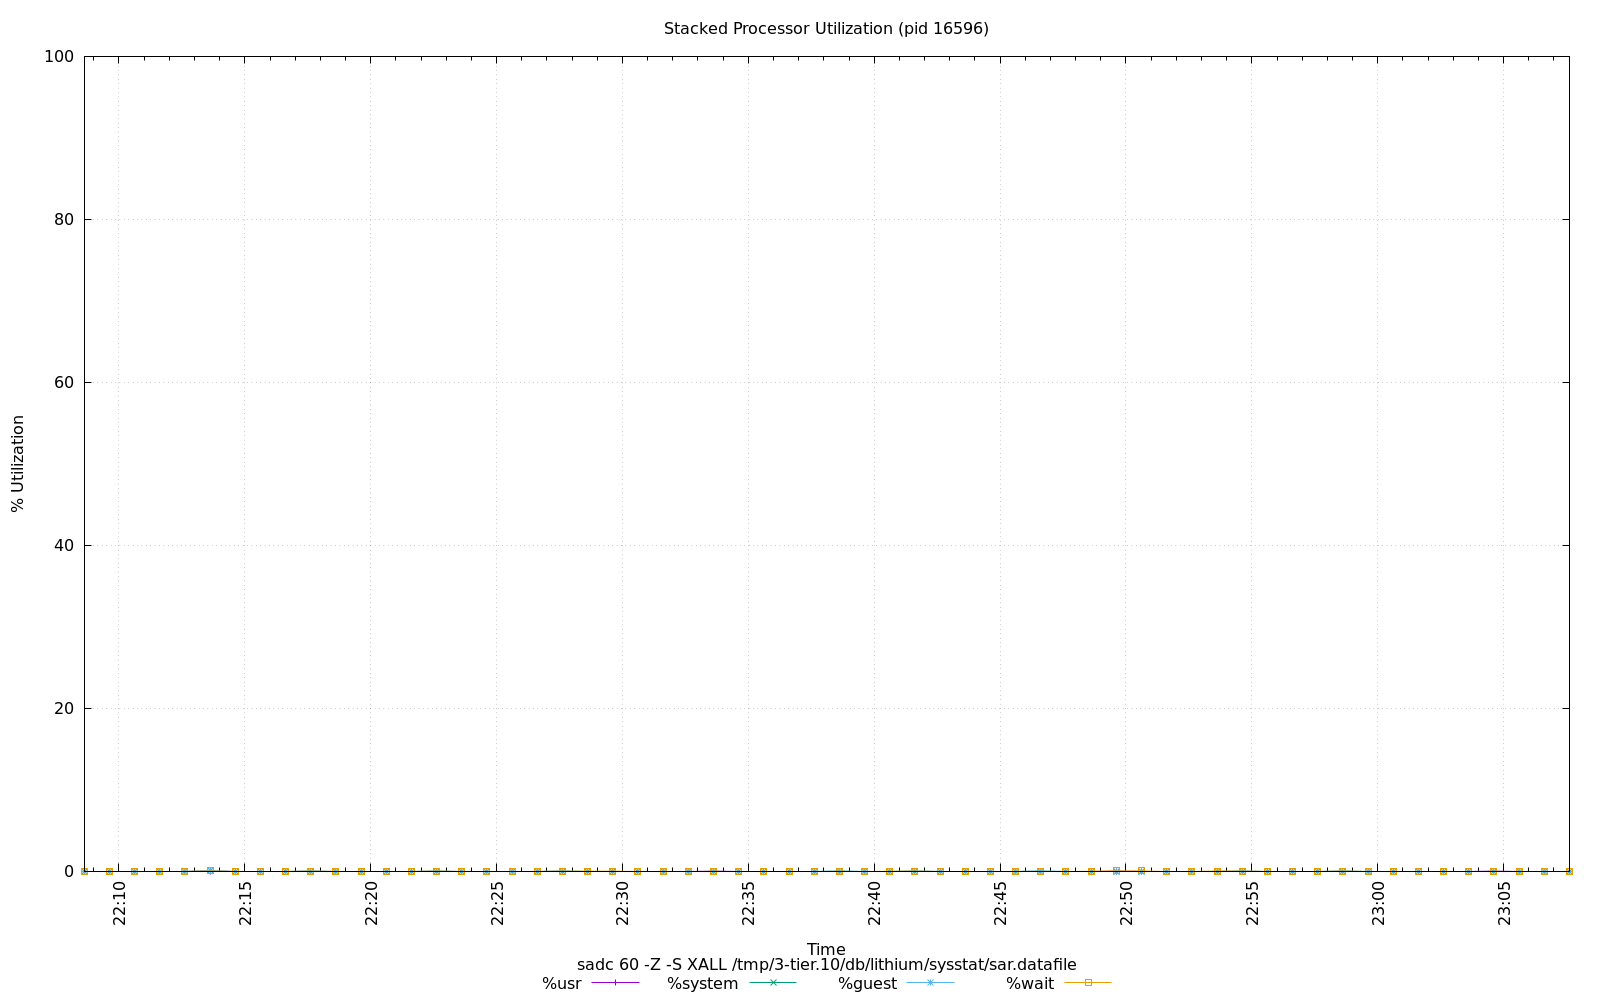 Stacked Processor Utilization (pid 16596)
100
80
60
40
20
0
% Utilization
22:10 22:15 22:20 22:25 22:30 22:35 22:40 22:45 22:50 22:55 23:00 23:05
Time
sadc 60 -Z -S XALL /tmp/3-tier.10/db/lithium/sysstat/sar.datafile
%usr %system %guest %wait